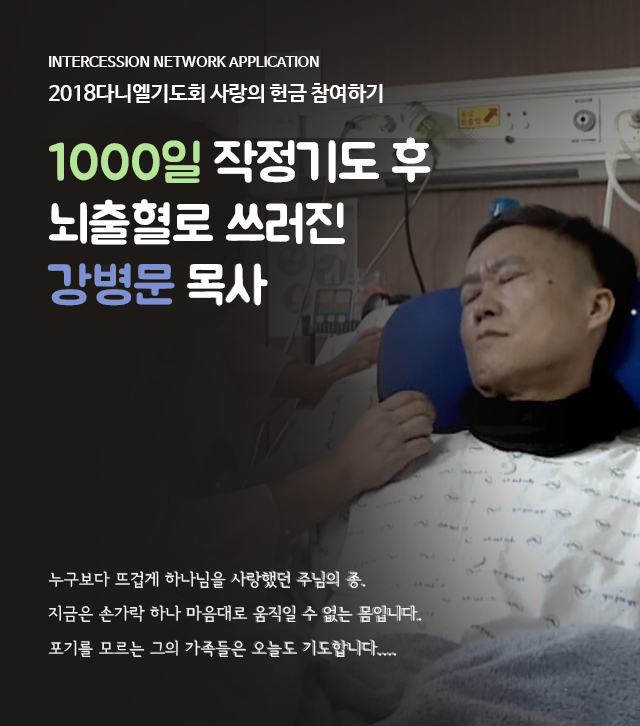 INTERCESSION NETWORK APPLICATION
2018다니엘기도회 사랑의 헌금 참여하기
1000일 작정기도 후
뇌출혈로 쓰러진
강병문 목사
누구보다 뜨겁게 하나님을 사랑했던 주님의 종.
지금은 손가락 하나 마음대로 움직일 수 없는 몸입니다..
포기를 모르는 그의 가족들은 오늘도 기도합니다....